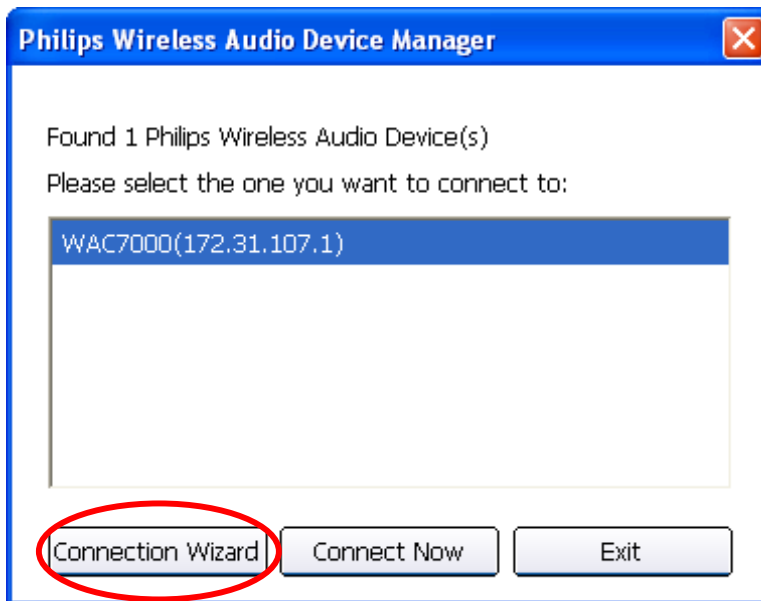 Philips Wireless Audio Device Manager
Found 1 Philips Wireless Audio Device(s)
Please select the one you want to connect to:
WAC7000(172.31.107.1)
Connection Wizard Connect Now Exit